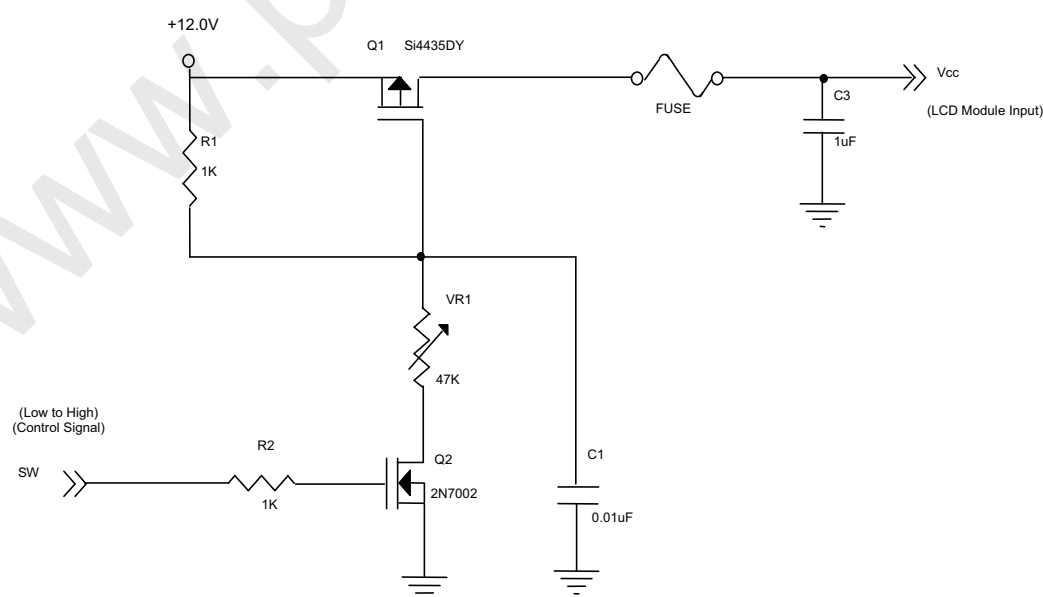 +12.0V
Q1 Si4435DY
Vcc
C3
FUSE
(LCD Module Input)
R1
1uF
1K
VR1
47K
(Low to High)
(Control Signal)
R2
Q2
C1
SW
2N7002
1K
0.01uF
www.p